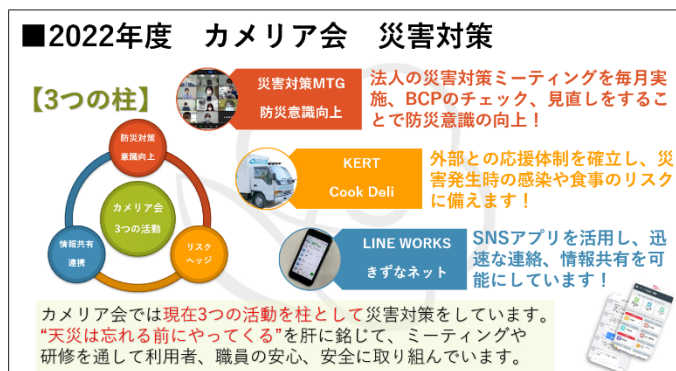 ■2022年度　カメリア会　災害対策
【3つの柱】
防災対策
意識向上
カメリア会
3つの活動
情報共有
連携
リスク
ヘッジ
災害対策MTG
防災意識向上
法人の災害対策ミーティングを毎月実
施、BCPのチェック、見直しをするこ
とで防災意識の向上！
KERT
Cook Deli
外部との応援体制を確立し、災
害発生時の感染や食事のリスク
に備えます！
LINE WORKS
きずなネット
SNSアプリを活用し、迅
速な連絡、情報共有を可
能にしています！
カメリア会では現在3つの活動を柱として災害対策をしています。
“天災は忘れる前にやってくる”を肝に銘じて、ミーティングや
研修を通して利用者、職員の安心、安全に取り組んでいます。